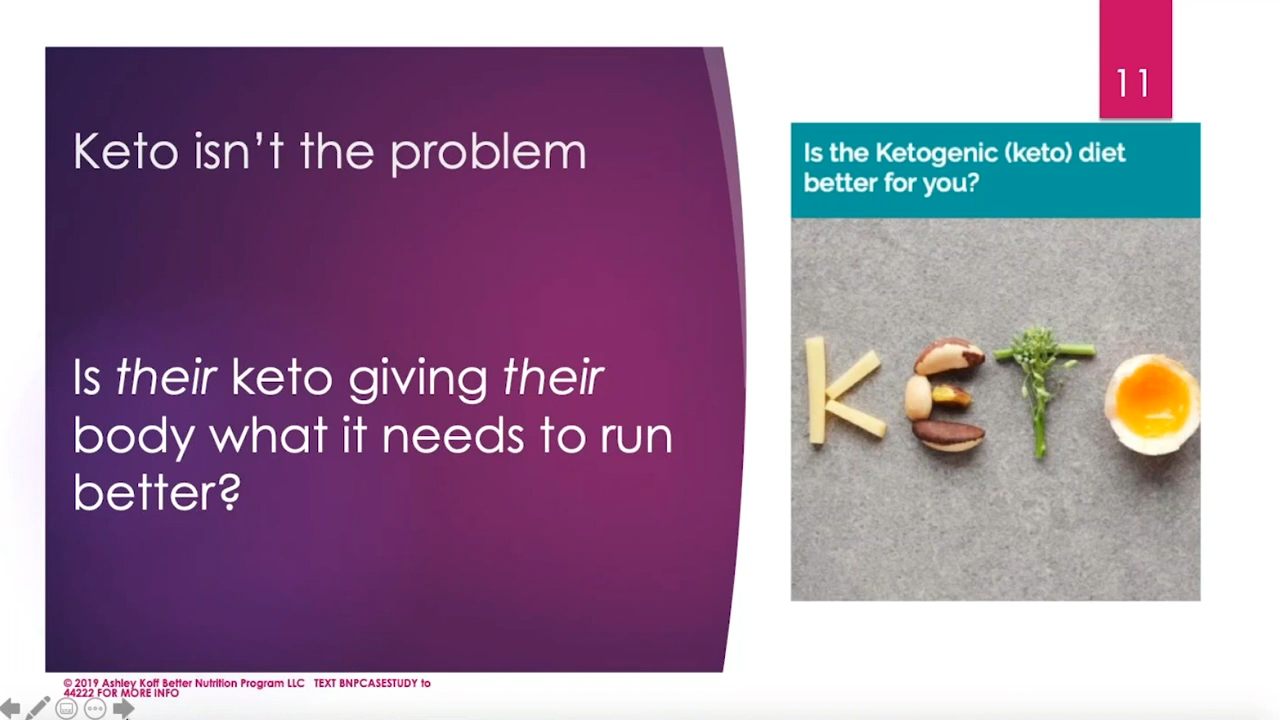 11
Keto isn’t the problem
Is their keto giving their
body what it needs to run
better?
Is the Ketogenic (keto) diet
better for you?
KETO
© 2019 Ashley Koff Better Nutrition Program LLC   TEXT BNPCASESTUDY to
44222 FOR MORE INFO